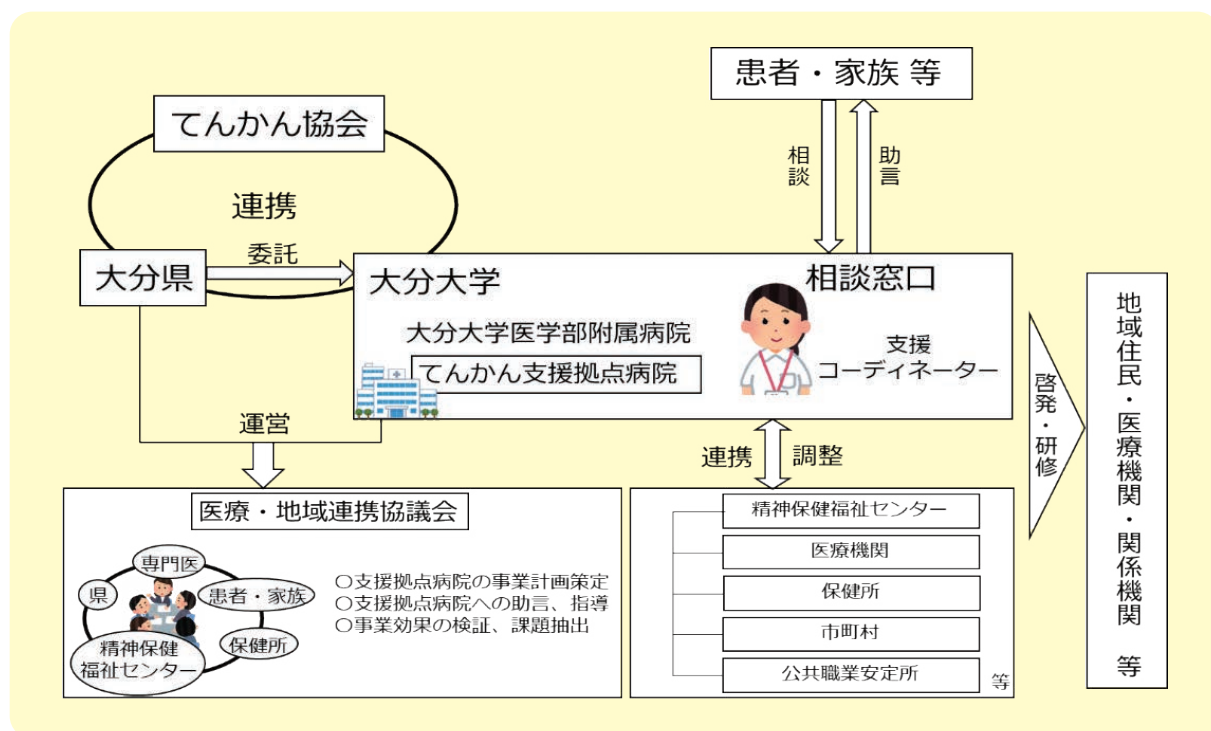 患者・家族 等
てんかん協会
連携
相談
助言
委託
大分県
大分大学
相談窓口
大分大学医学部附属病院
てんかん支援拠点病院
支援
コーディネーター
啓発・研修
地域住民・医療機関・関係機関 等
運営
連携
調整
医療・地域連携協議会
専門医
県
患者・家族
保健所
精神保健
福祉センター
〇支援拠点病院の事業計画策定
〇支援拠点病院への助言、指導
〇事業効果の検証、課題抽出
精神保健福祉センター
医療機関
保健所
市町村
公共職業安定所
等